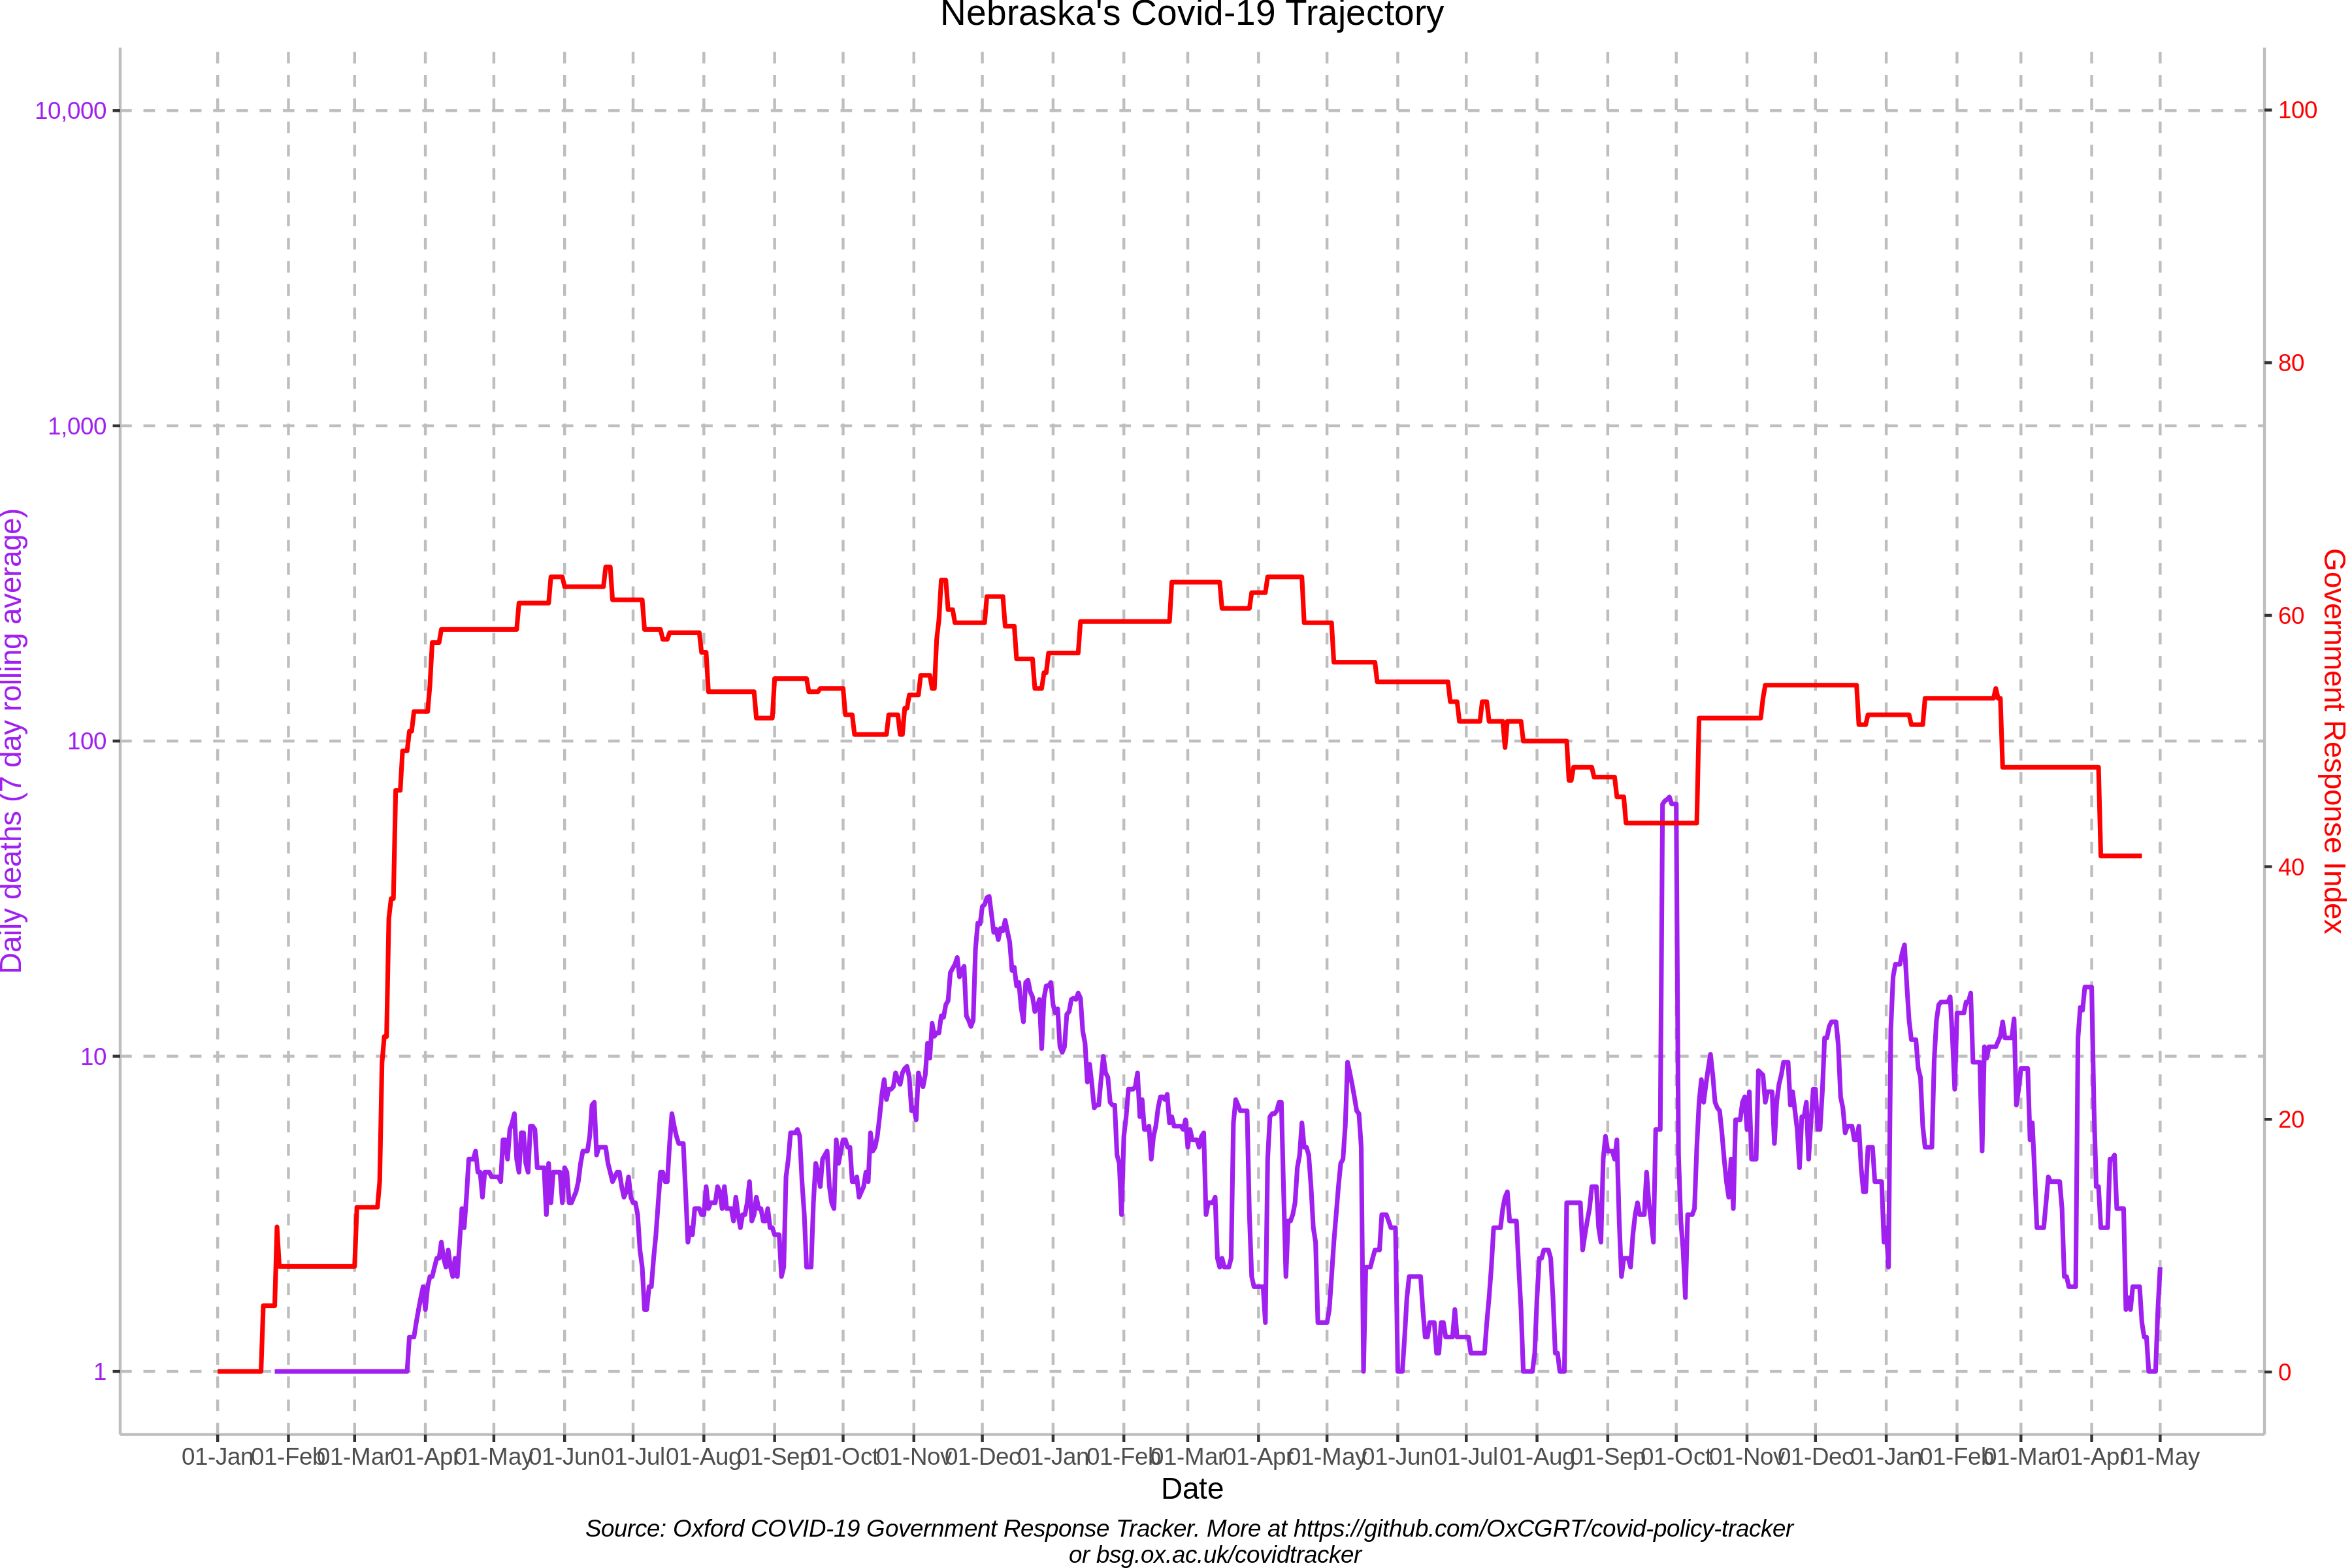 Nebraska's Covid-19 Trajectory
10,000
1,000
100
10
1
Daily deaths (7 day rolling average)
100
80
60
40
20
0
Government Response Index
01-Jan 01-Feb 01-Mar 01-Apr 01-May 01-Jun 01-Jul 01-Aug 01-Sep 01-Oct 01-Nov 01-Dec 01-Jan 01-Feb 01-Mar 01-Apr 01-May 01-Jun 01-Jul 01-Aug 01-Sep 01-Oct 01-Nov 01-Dec 01-Jan 01-Feb 01-Mar 01-Apr 01-May
Date
Source: Oxford COVID-19 Government Response Tracker. More at https://github.com/OxCGRT/covid-policy-tracker
or bsg.ox.ac.uk/covidtracker